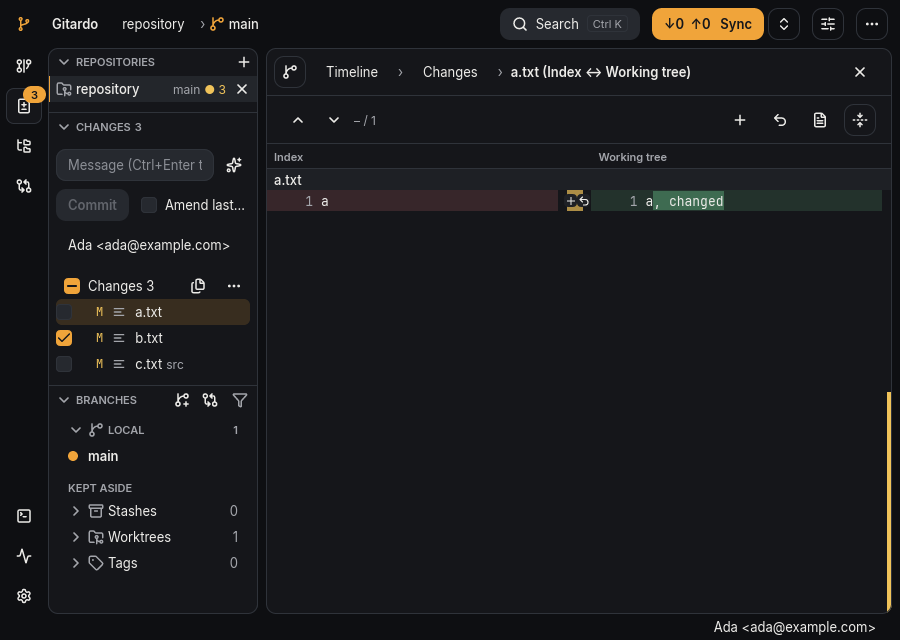 Gitardo repository › main Search Ctrl K ↓0 ↑0 Sync
REPOSITORIES
repository main 3
3
CHANGES 3
Message (Ctrl+Enter t
Commit Amend last...
Ada <ada@example.com>
Changes 3
M a.txt
M b.txt
M c.txt src
BRANCHES
LOCAL 1
main
KEPT ASIDE
Stashes 0
Worktrees 1
Tags 0
Timeline › Changes › a.txt (Index ↔ Working tree)
– / 1
Index Working tree
a.txt
1 a 1 a, changed
Ada <ada@example.com>